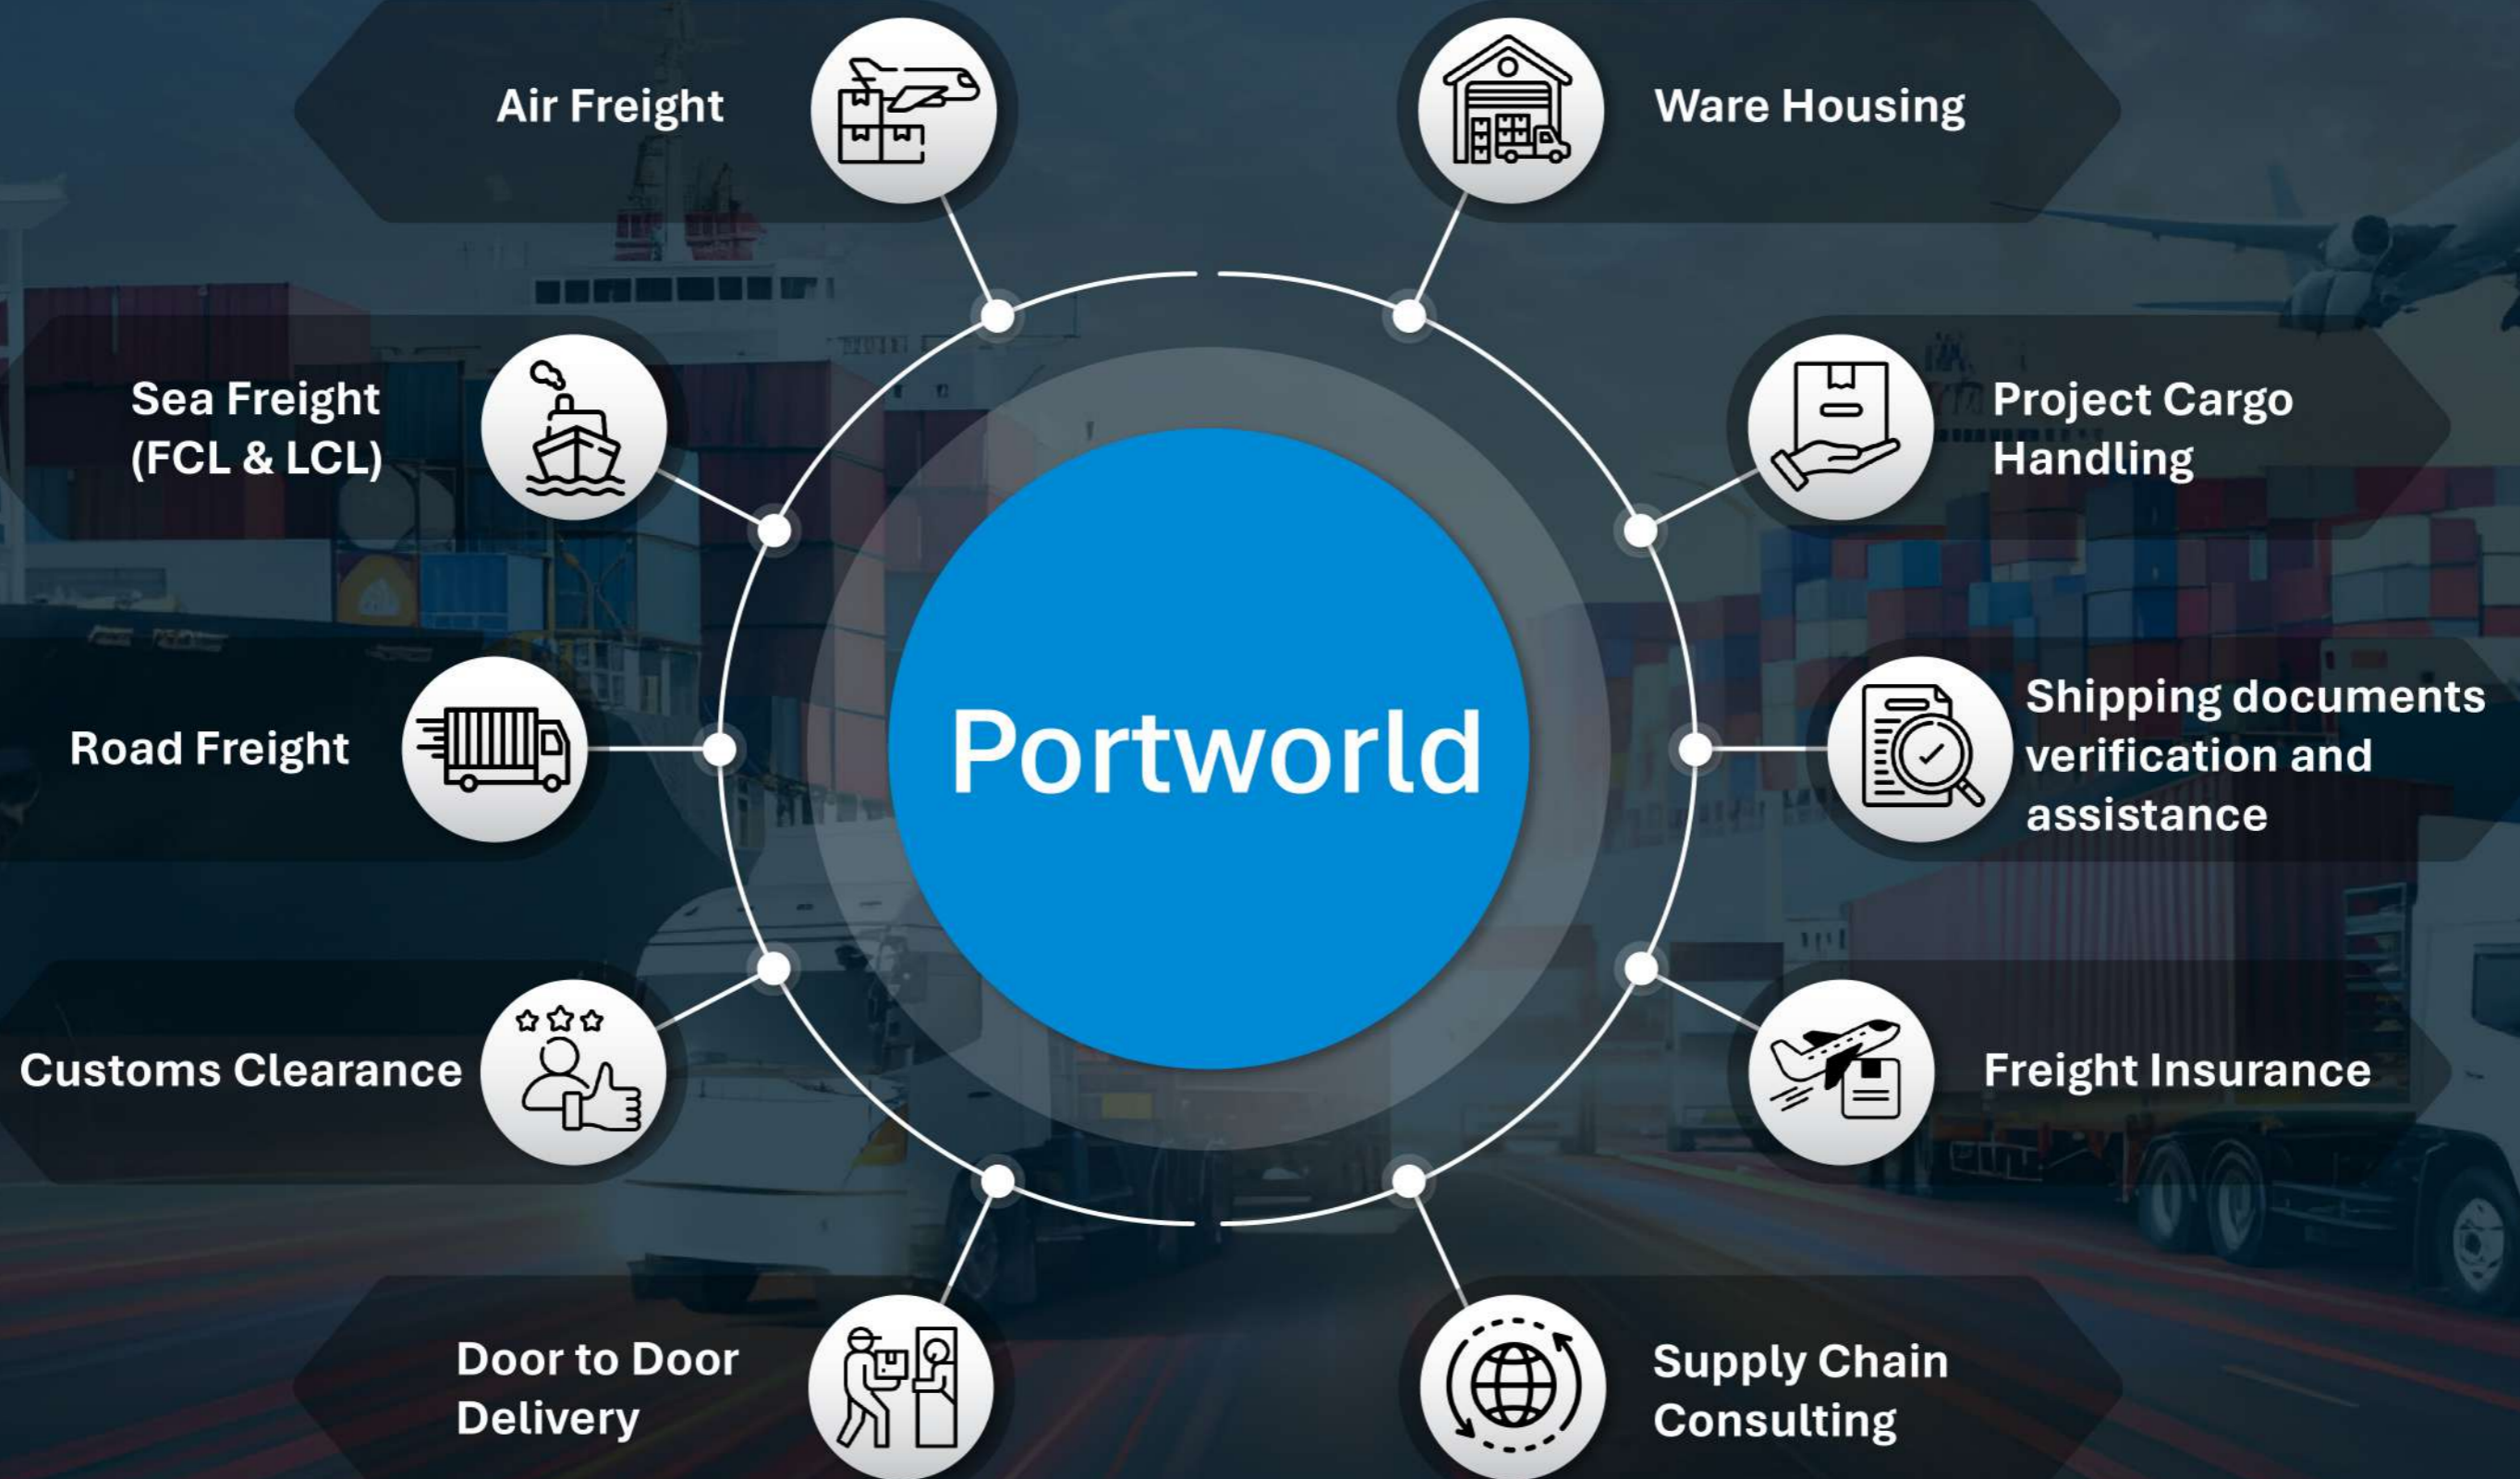 Air Freight
Ware Housing
Sea Freight
(FCL & LCL)
Project Cargo
Handling
Portworld
Road Freight
Shipping documents
verification and
assistance
Customs Clearance
Freight Insurance
Door to Door
Delivery
Supply Chain
Consulting